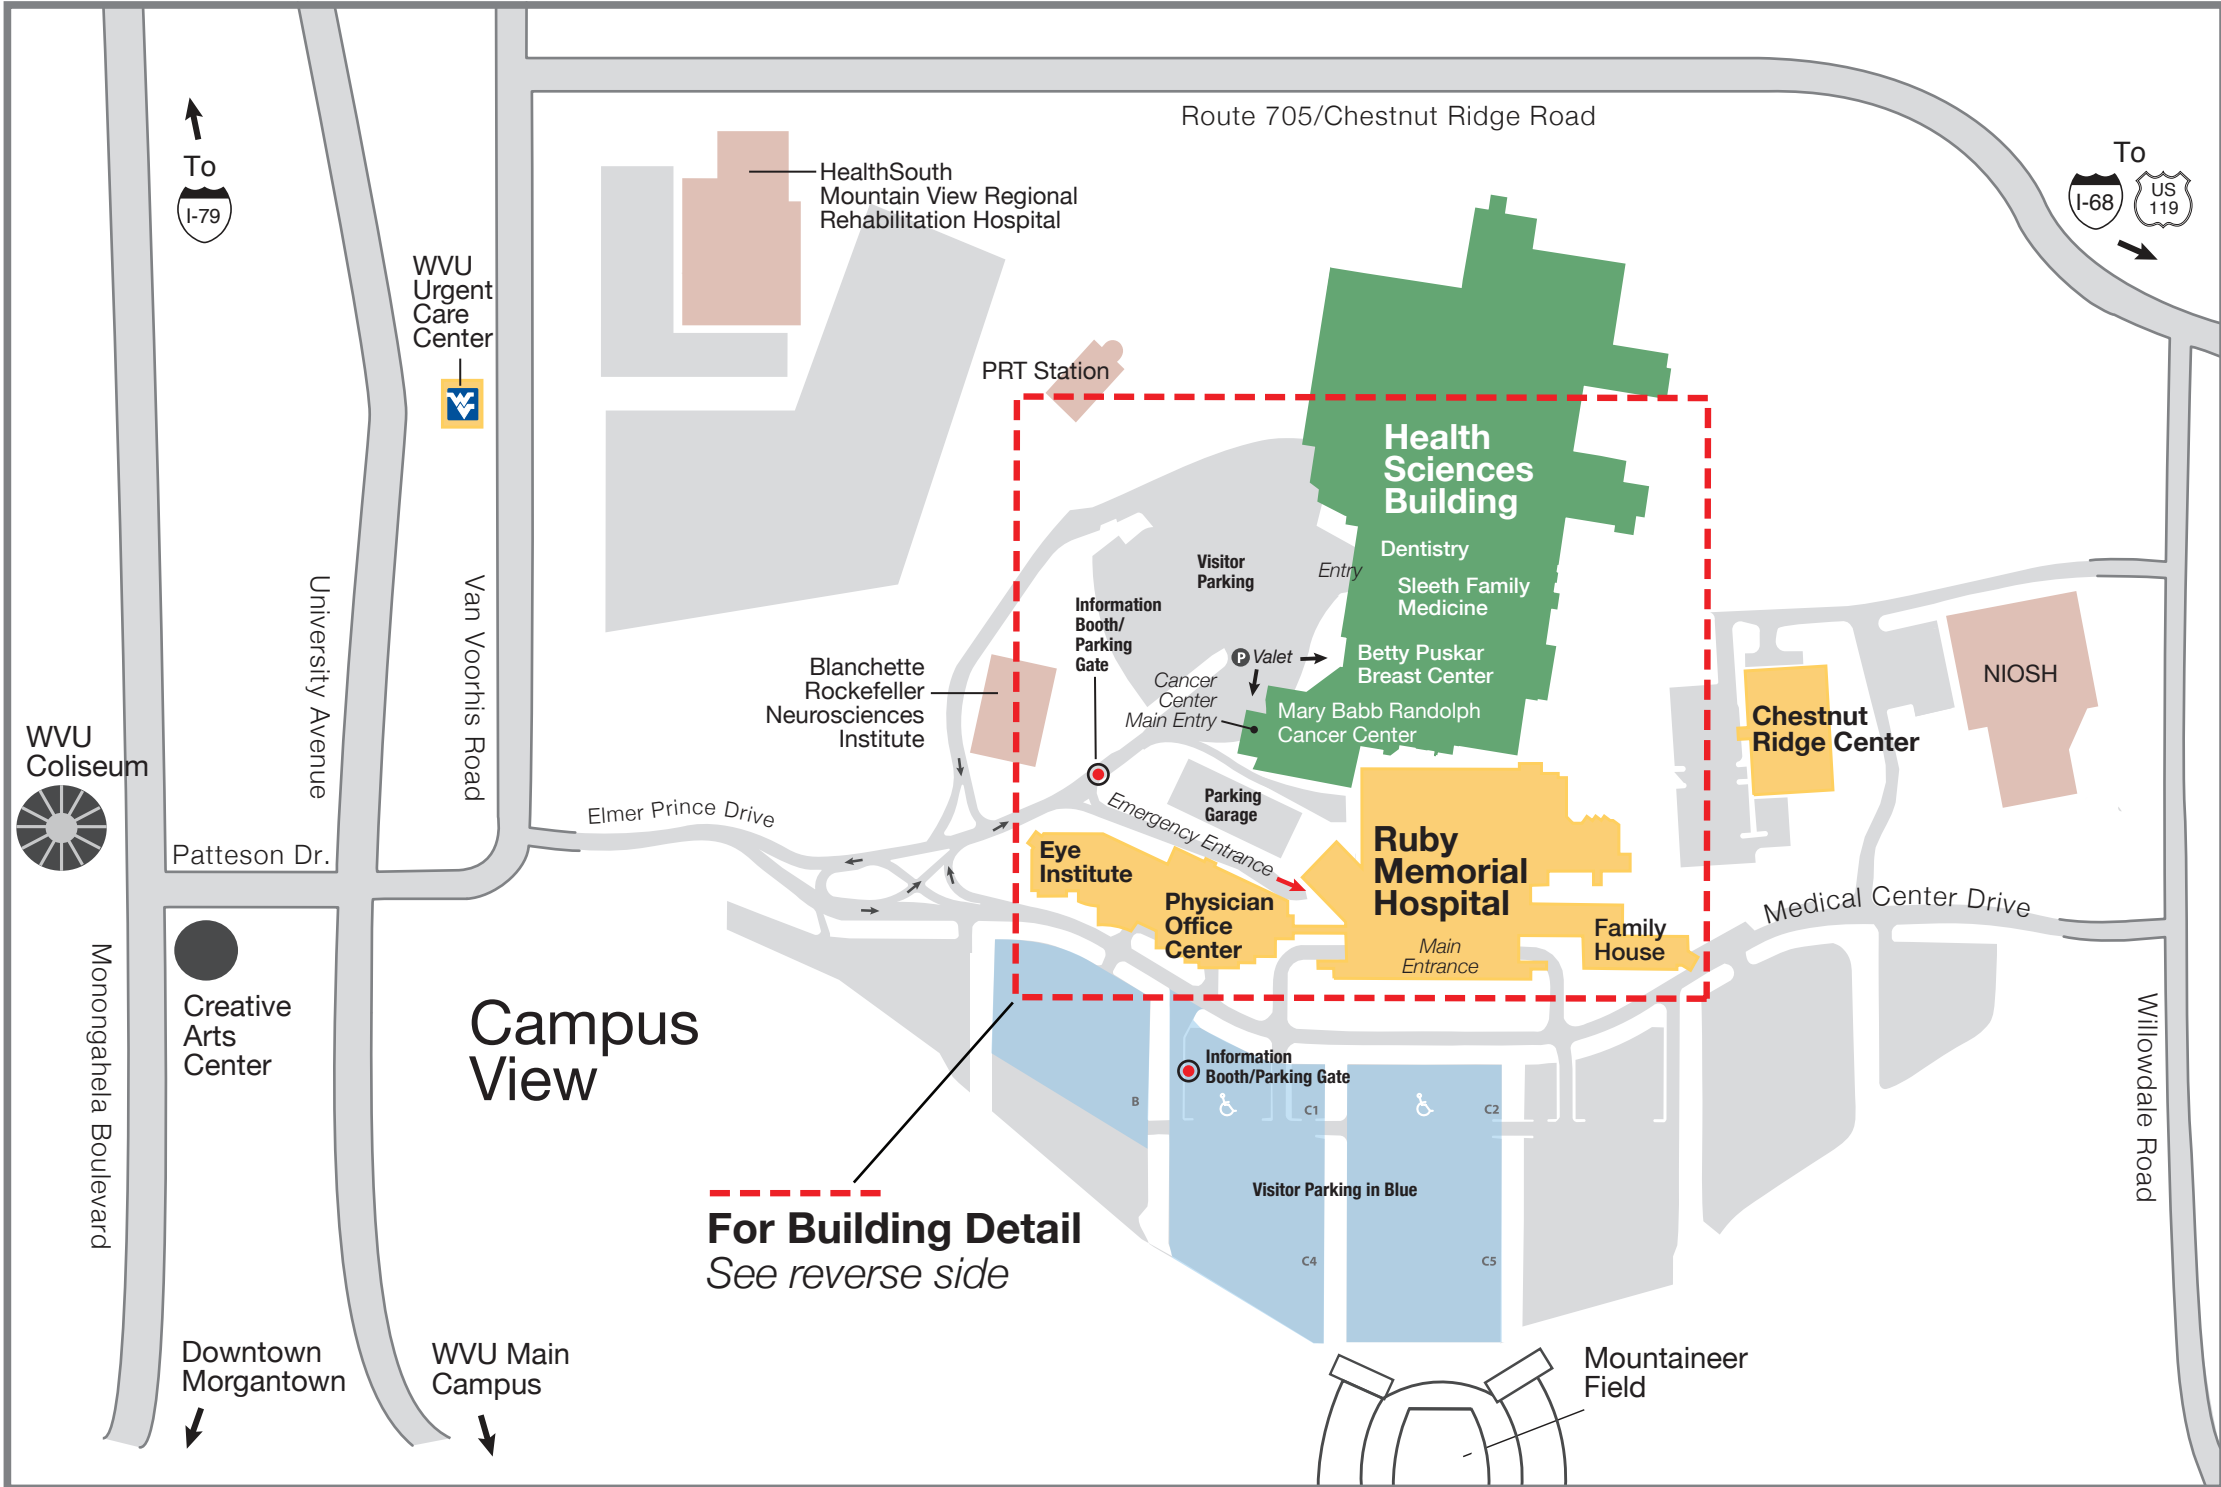 Route 705/Chestnut Ridge Road
To
I-79
To
I-68
US
119
HealthSouth
Mountain View Regional
Rehabilitation Hospital
WVU
Urgent
Care
Center
PRT Station
Health
Sciences
Building
Dentistry
Sleeth Family
Medicine
Betty Puskar
Breast Center
Mary Babb Randolph
Cancer Center
Visitor
Parking
Entry
Information
Booth/
Parking
Gate
P Valet
Cancer
Center
Main Entry
Blanchette
Rockefeller
Neurosciences
Institute
University Avenue
Van Voorhis Road
WVU
Coliseum
Patteson Dr.
Elmer Prince Drive
Emergency Entrance
Parking
Garage
Eye
Institute
Physician
Office
Center
Ruby
Memorial
Hospital
Main
Entrance
Family
House
Chestnut
Ridge Center
NIOSH
Medical Center Drive
Monongahela Boulevard
Creative
Arts
Center
Campus
View
Information
Booth/Parking Gate
B
C1
C2
Visitor Parking in Blue
C4
C5
Willowdale Road
For Building Detail
See reverse side
Downtown
Morgantown
WVU Main
Campus
Mountaineer
Field